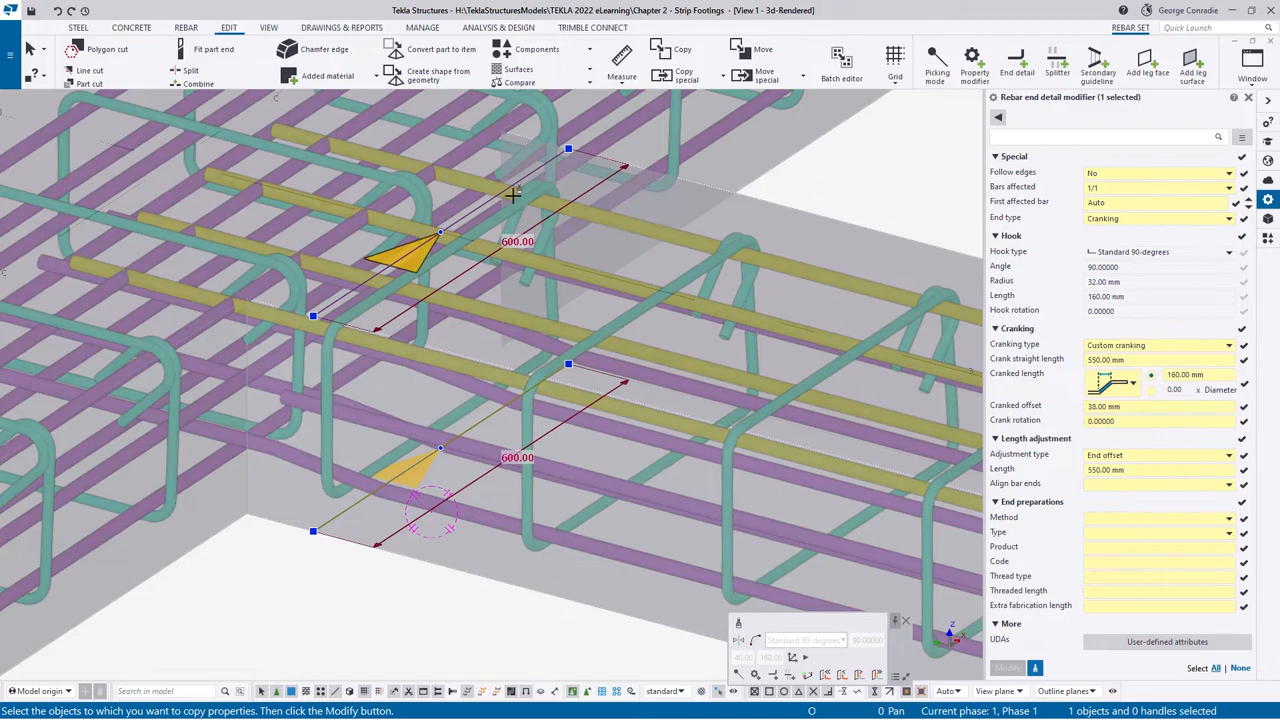 Tekla Structures - H:\TeklaStructuresModels\TEKLA 2022 eLearning\Chapter 2 - Strip Footings - [View 1 - 3d-Rendered]
George Conradie
STEEL CONCRETE REBAR EDIT VIEW DRAWINGS & REPORTS MANAGE ANALYSIS & DESIGN TRIMBLE CONNECT REBAR SET Quick Launch
Polygon cut
Line cut
Part cut
Fit part end
Split
Combine
Chamfer edge
Added material
Convert part to item
Create shape from geometry
Components
Surfaces
Compare
Measure
Copy
Copy special
Move
Move special
Batch editor
Grid
Picking mode
Property modifier
End detail
Splitter
Secondary guideline
Add leg face
Add leg surface
Window
600.00
600.00
Rebar end detail modifier (1 selected)
Special
Follow edges No
Bars affected 1/1
First affected bar Auto
End type Cranking
Hook
Hook type Standard 90-degrees
Angle 90.00000
Radius 32.00 mm
Length 160.00 mm
Hook rotation 0.00000
Cranking
Cranking type Custom cranking
Crank straight length 550.00 mm
Cranked length 160.00 mm
0.00 x Diameter
Cranked offset 38.00 mm
Crank rotation 0.00000
Length adjustment
Adjustment type End offset
Length 550.00 mm
Align bar ends
End preparations
Method
Type
Product
Code
Thread type
Threaded length
Extra fabrication length
More
UDAs User-defined attributes
Modify Select All None
Standard 90-degrees 90.00000
40.00 160.00
z
x
Model origin Search in model standard Auto View plane Outline planes
Select the objects to which you want to copy properties. Then click the Modify button. O 0 Pan Current phase: 1, Phase 1 1 objects and 0 handles selected